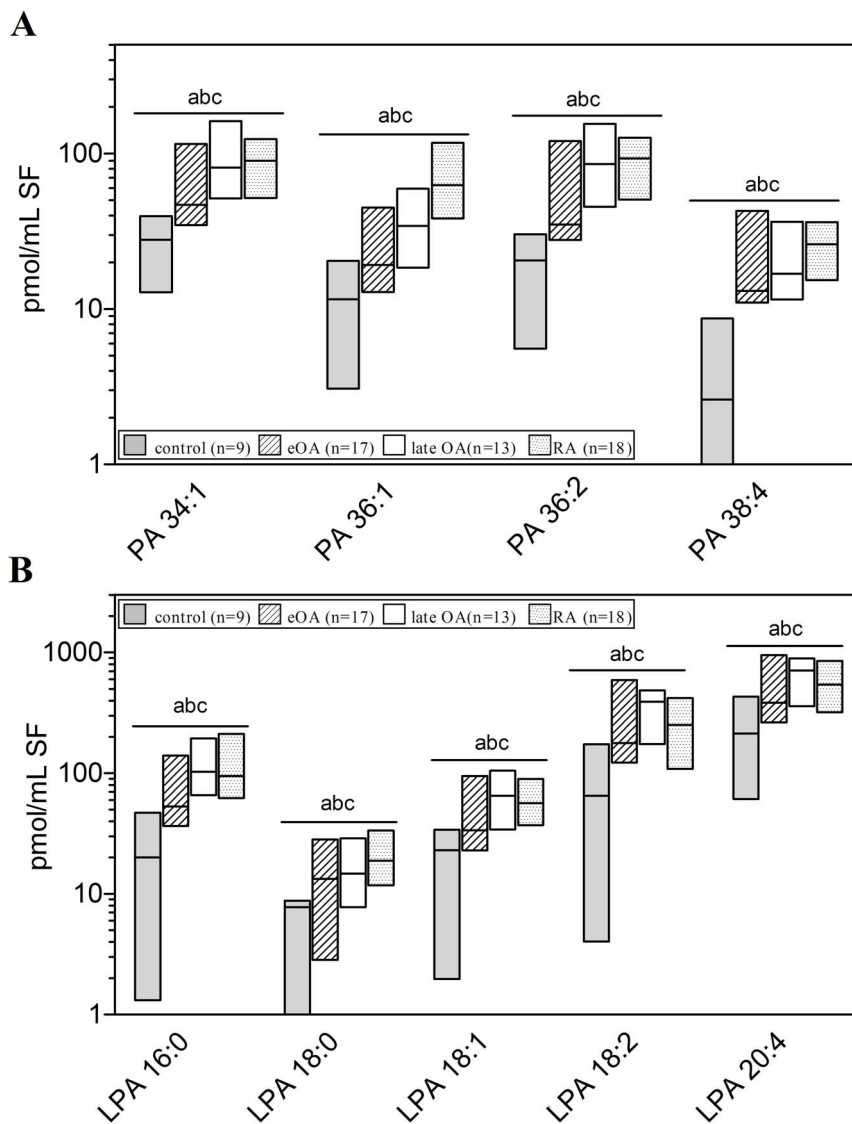 A
abc
abc
abc
abc
100
10
1
pmol/mL SF
control (n=9) eOA (n=17) late OA(n=13) RA (n=18)
PA 34:1
PA 36:1
PA 36:2
PA 38:4
B
control (n=9) eOA (n=17) late OA(n=13) RA (n=18)
abc
abc
abc
abc
abc
1000
100
10
1
pmol/mL SF
LPA 16:0
LPA 18:0
LPA 18:1
LPA 18:2
LPA 20:4